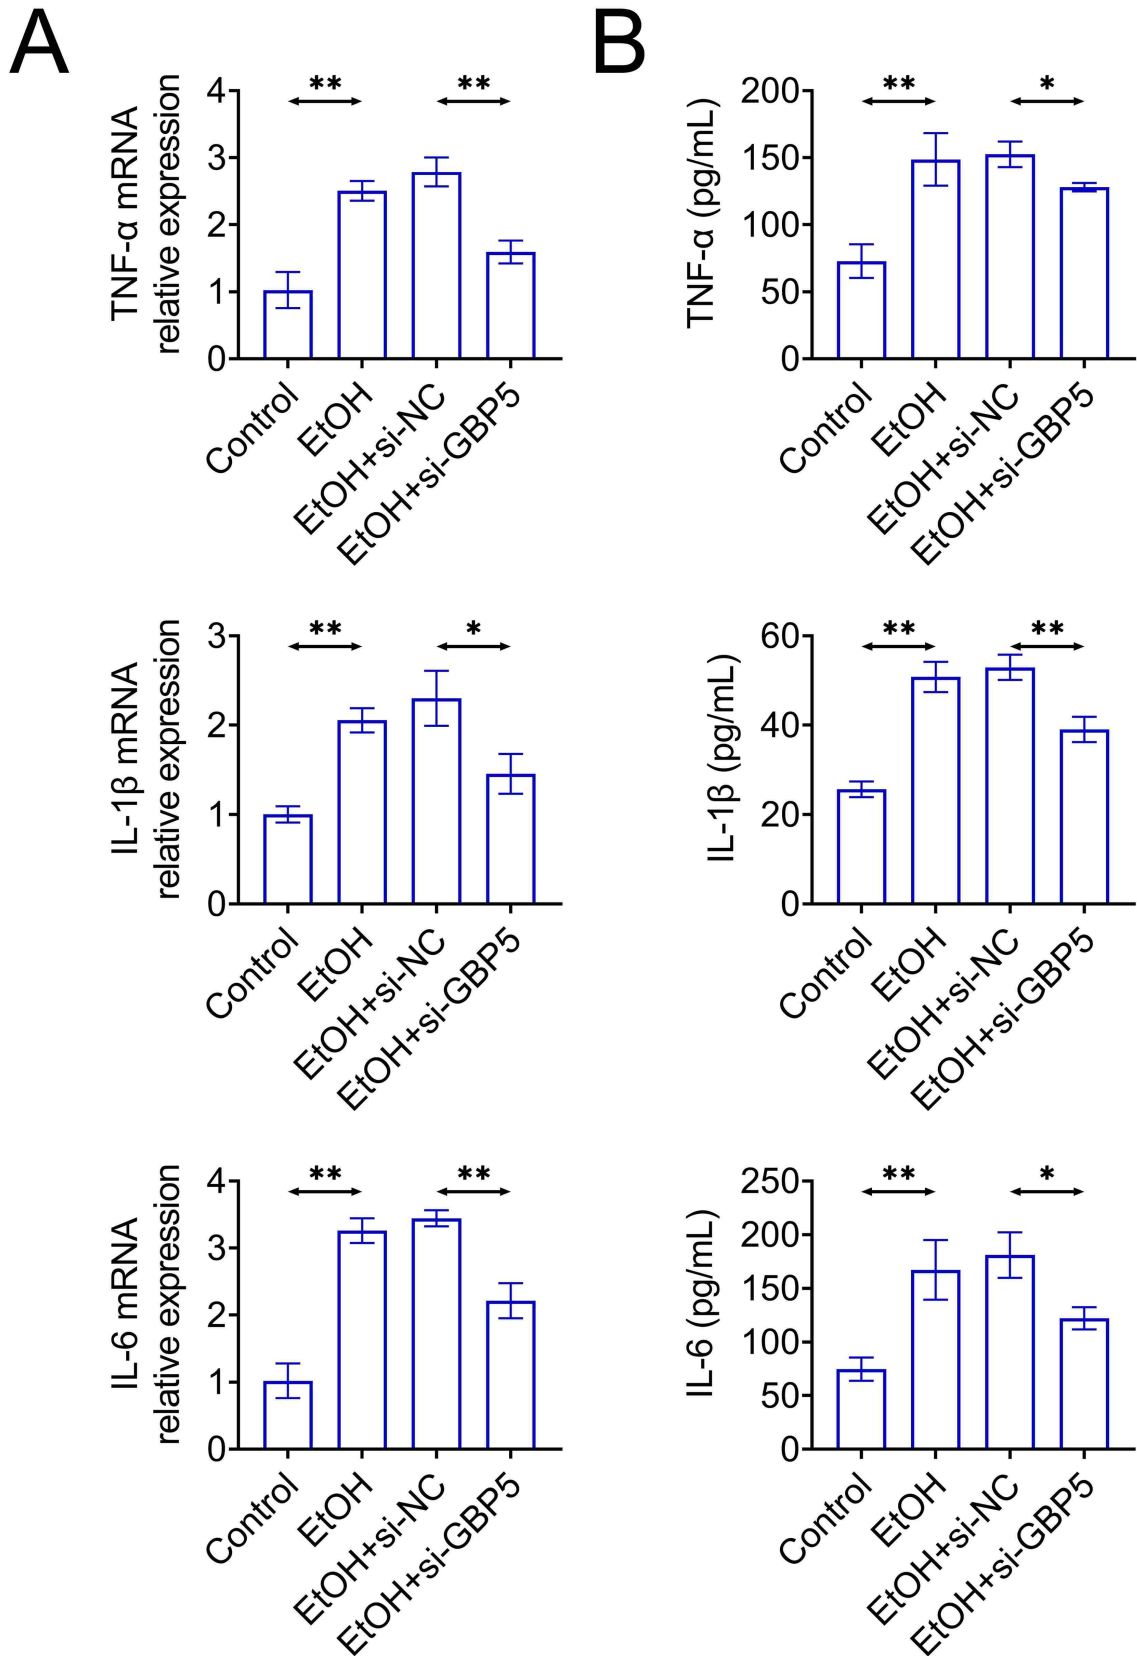 A
TNF-α mRNA
relative expression
4
3
2
1
0
** **
Control
EtOH
EtOH+si-NC
EtOH+si-GBP5
B
TNF-α (pg/mL)
200
150
100
50
0
** *
Control
EtOH
EtOH+si-NC
EtOH+si-GBP5
IL-1β mRNA
relative expression
3
2
1
0
** *
Control
EtOH
EtOH+si-NC
EtOH+si-GBP5
IL-1β (pg/mL)
60
40
20
0
** **
Control
EtOH
EtOH+si-NC
EtOH+si-GBP5
IL-6 mRNA
relative expression
4
3
2
1
0
** **
Control
EtOH
EtOH+si-NC
EtOH+si-GBP5
IL-6 (pg/mL)
250
200
150
100
50
0
** *
Control
EtOH
EtOH+si-NC
EtOH+si-GBP5